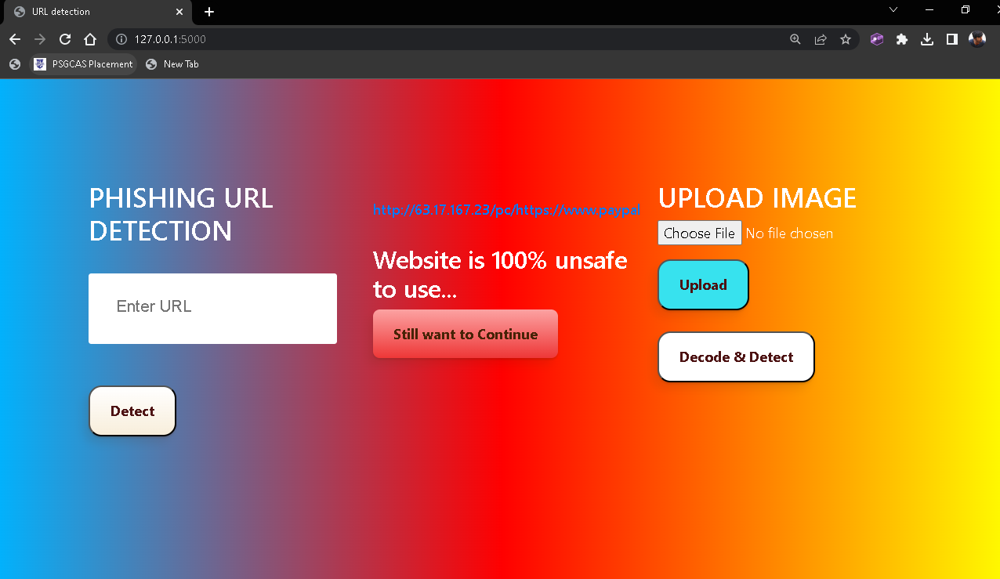 URL detection
127.0.0.1:5000
PSGCAS Placement
New Tab
PHISHING URL
DETECTION
Enter URL
Detect
http://63.17.167.23/pc/https://www.paypal
Website is 100% unsafe
to use...
Still want to Continue
UPLOAD IMAGE
Choose File No file chosen
Upload
Decode & Detect